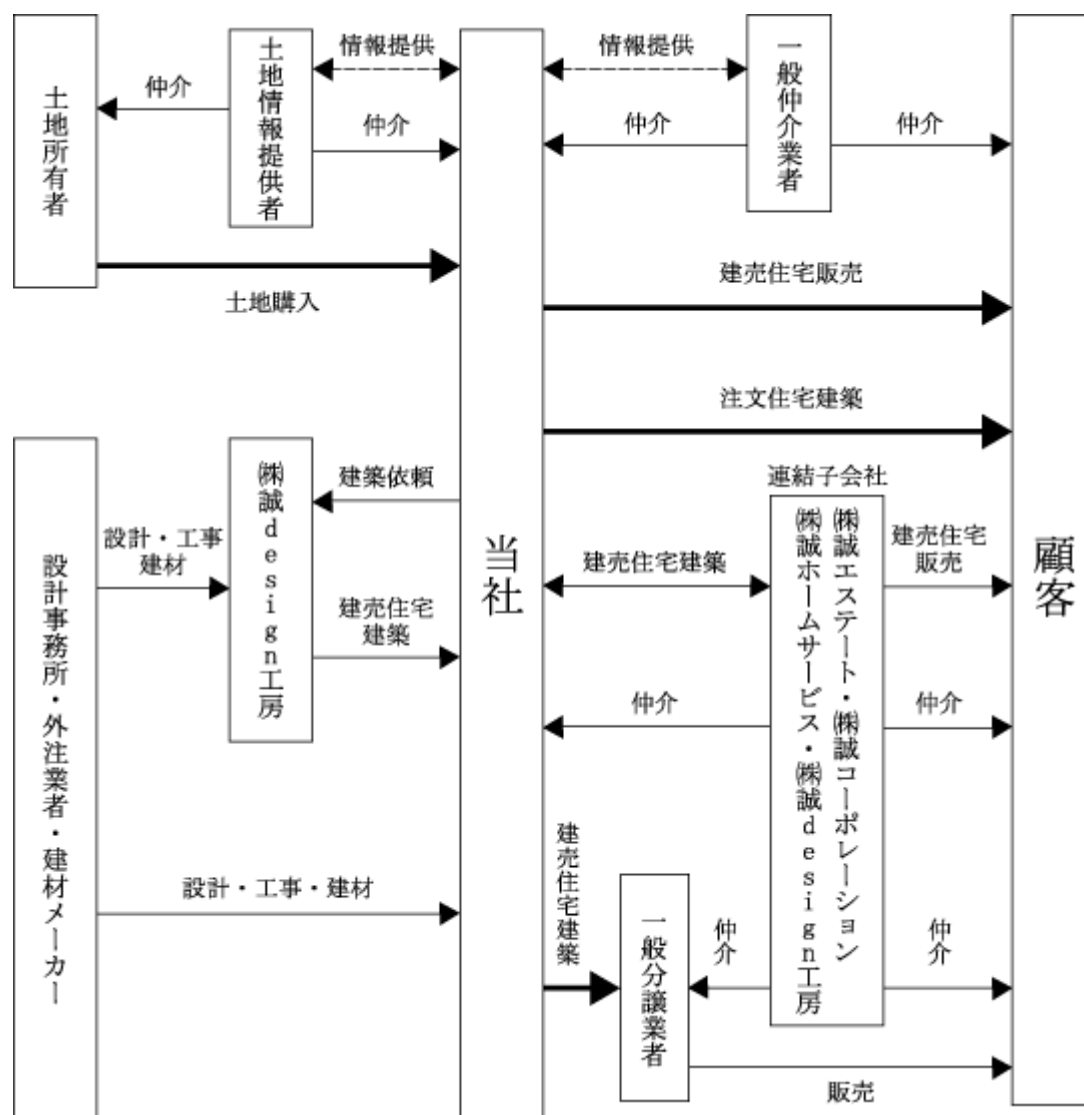 土地所有者
仲介
土地情報提供者
情報提供
仲介
土地購入
情報提供
仲介
一般仲介業者
仲介
建売住宅販売
注文住宅建築
設計事務所・外注業者・建材メーカー
設計・工事
建材
㈱誠design工房
建築依頼
建売住宅
建築
設計・工事・建材
当社
連結子会社
㈱誠エステート・㈱誠コーポレーション
㈱誠ホームサービス・㈱誠design工房
建売住宅建築
建売住宅
販売
仲介
仲介
建売住宅建築
一般分譲業者
仲介
仲介
販売
顧客